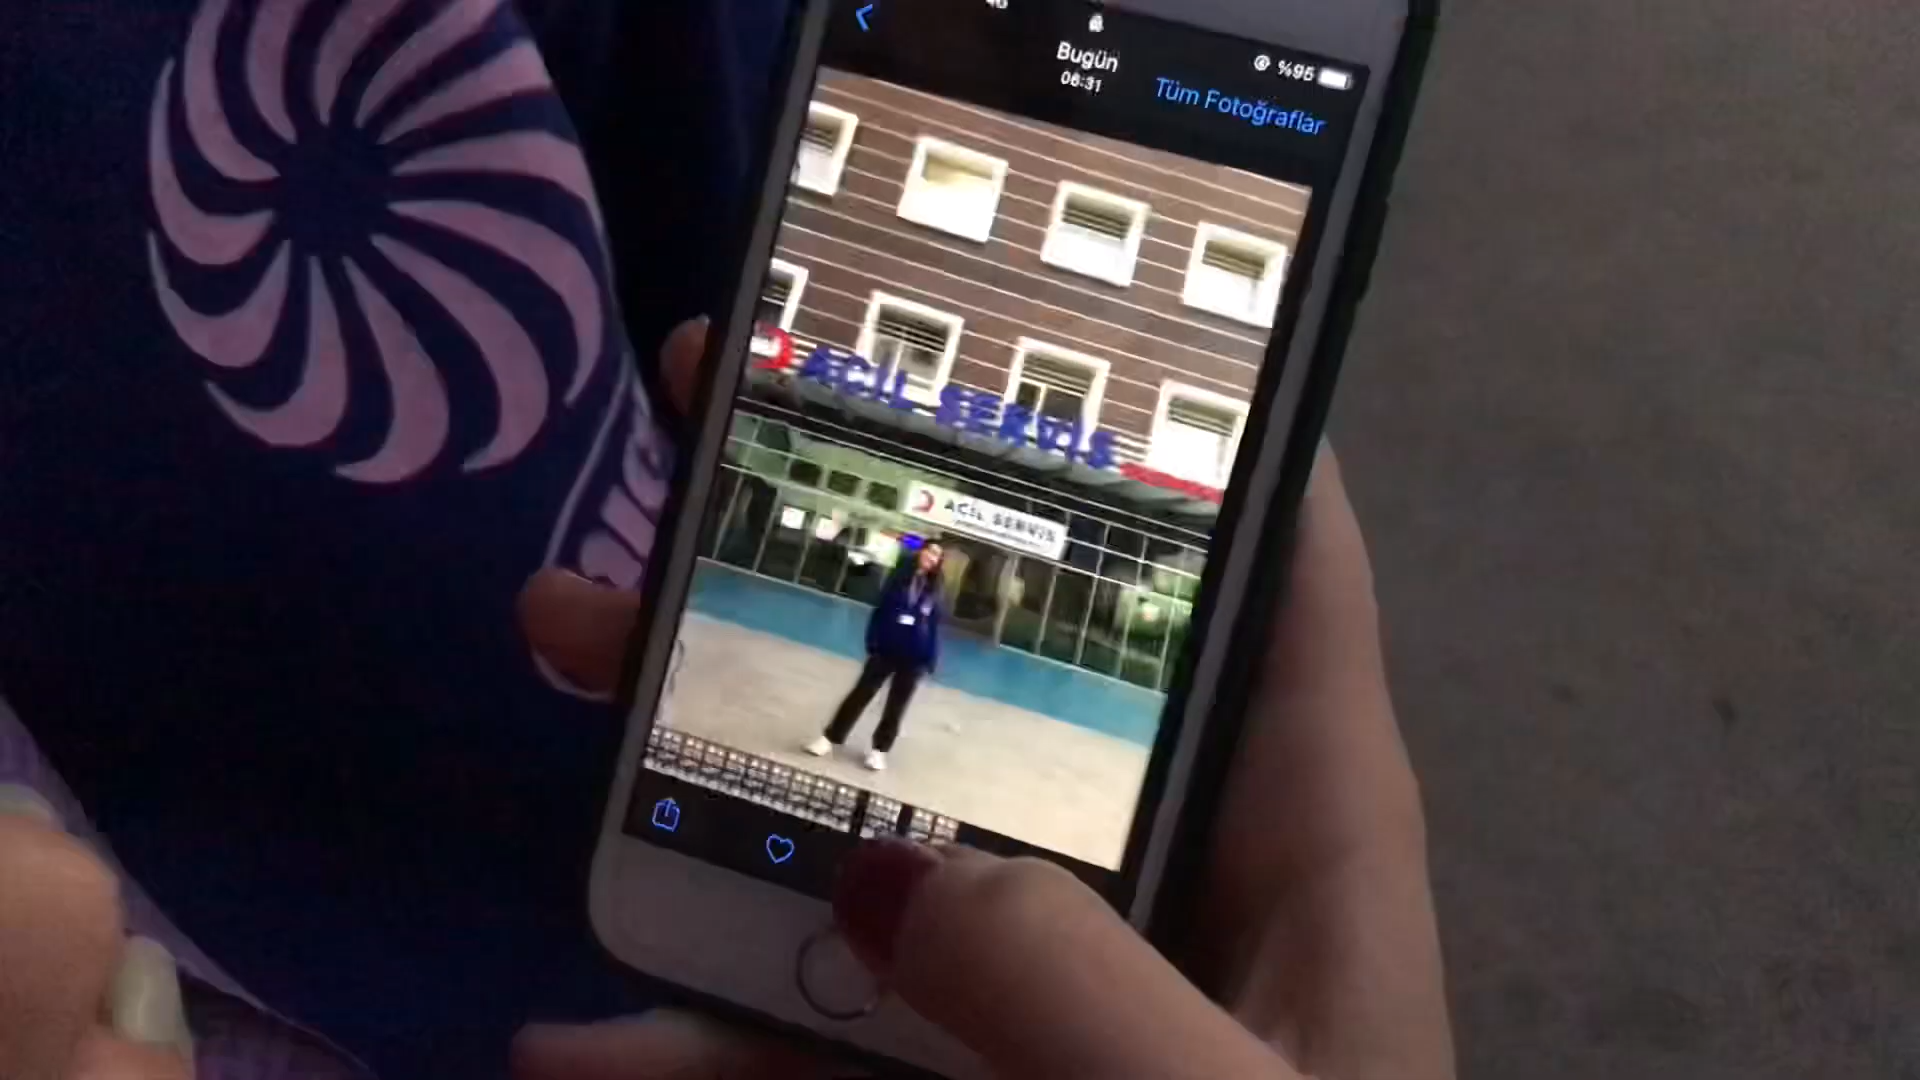 Bugün
06:31
%95
Tüm Fotoğraflar
ACİL SERVİS
ACİL SERVİS